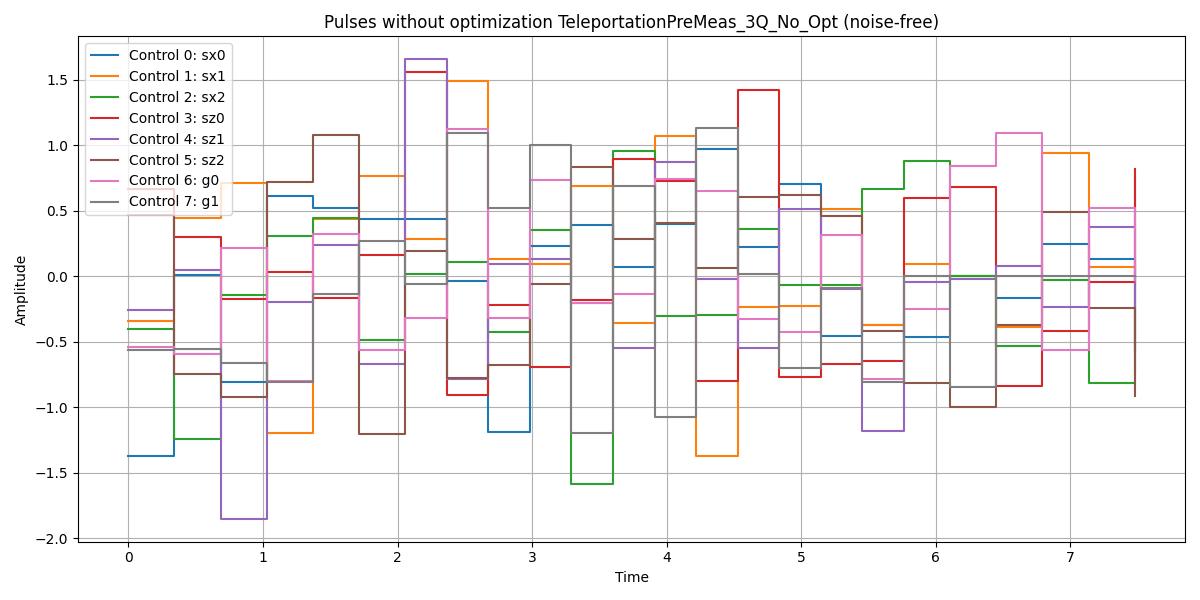 Pulses without optimization TeleportationPreMeas_3Q_No_Opt (noise-free)
Control 0: sx0
Control 1: sx1
Control 2: sx2
Control 3: sz0
Control 4: sz1
Control 5: sz2
Control 6: g0
Control 7: g1
Amplitude
1.5
1.0
0.5
0.0
−0.5
−1.0
−1.5
−2.0
0 1 2 3 4 5 6 7
Time